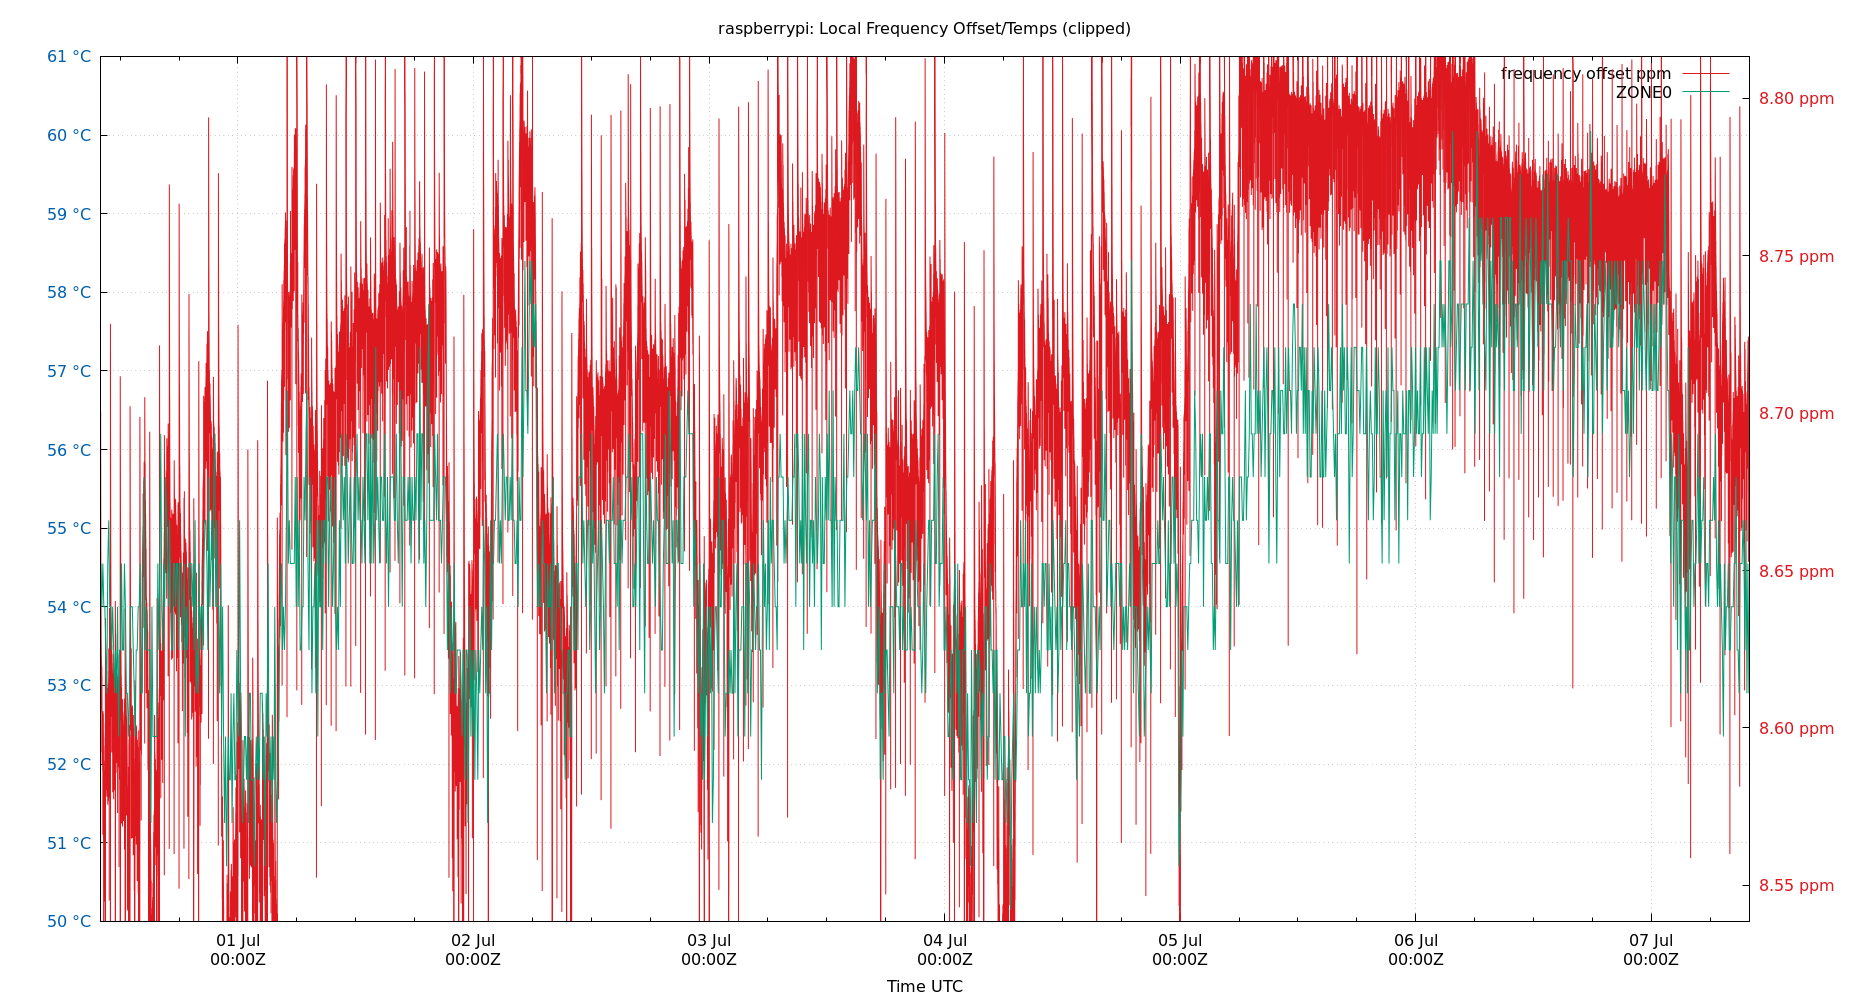 raspberrypi: Local Frequency Offset/Temps (clipped)
61 °C
60 °C
59 °C
58 °C
57 °C
56 °C
55 °C
54 °C
53 °C
52 °C
51 °C
50 °C
frequency offset ppm
ZONE0
8.80 ppm
8.75 ppm
8.70 ppm
8.65 ppm
8.60 ppm
8.55 ppm
01 Jul
00:00Z
02 Jul
00:00Z
03 Jul
00:00Z
04 Jul
00:00Z
05 Jul
00:00Z
06 Jul
00:00Z
07 Jul
00:00Z
Time UTC